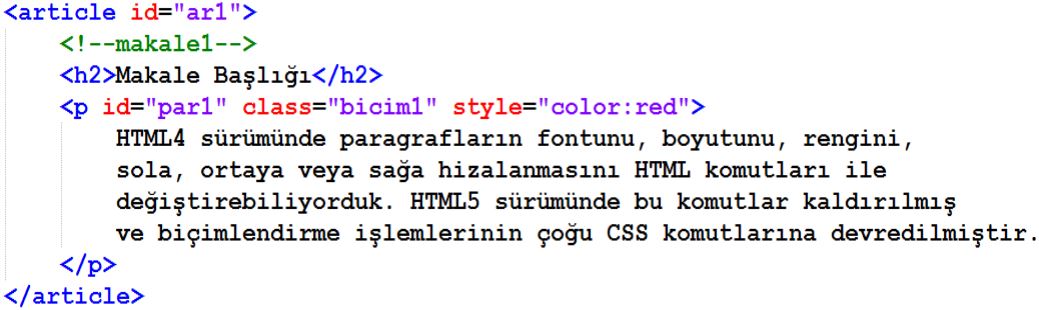 <article id="ar1">
<!--makale1-->
<h2>Makale Başlığı</h2>
<p id="par1" class="bicim1" style="color:red">
HTML4 sürümünde paragrafların fontunu, boyutunu, rengini,
sola, ortaya veya sağa hizalanmasını HTML komutları ile
değiştirebiliyorduk. HTML5 sürümünde bu komutlar kaldırılmış
ve biçimlendirme işlemlerinin çoğu CSS komutlarına devredilmiştir.
</p>
</article>